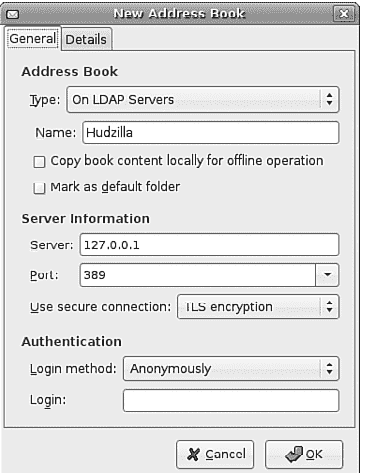 New Address Book
General Details
Address Book
Type: On LDAP Servers
Name: Hudzilla
Copy book content locally for offline operation
Mark as default folder
Server Information
Server: 127.0.0.1
Port: 389
Use secure connection: TLS encryption
Authentication
Login method: Anonymously
Login:
Cancel OK